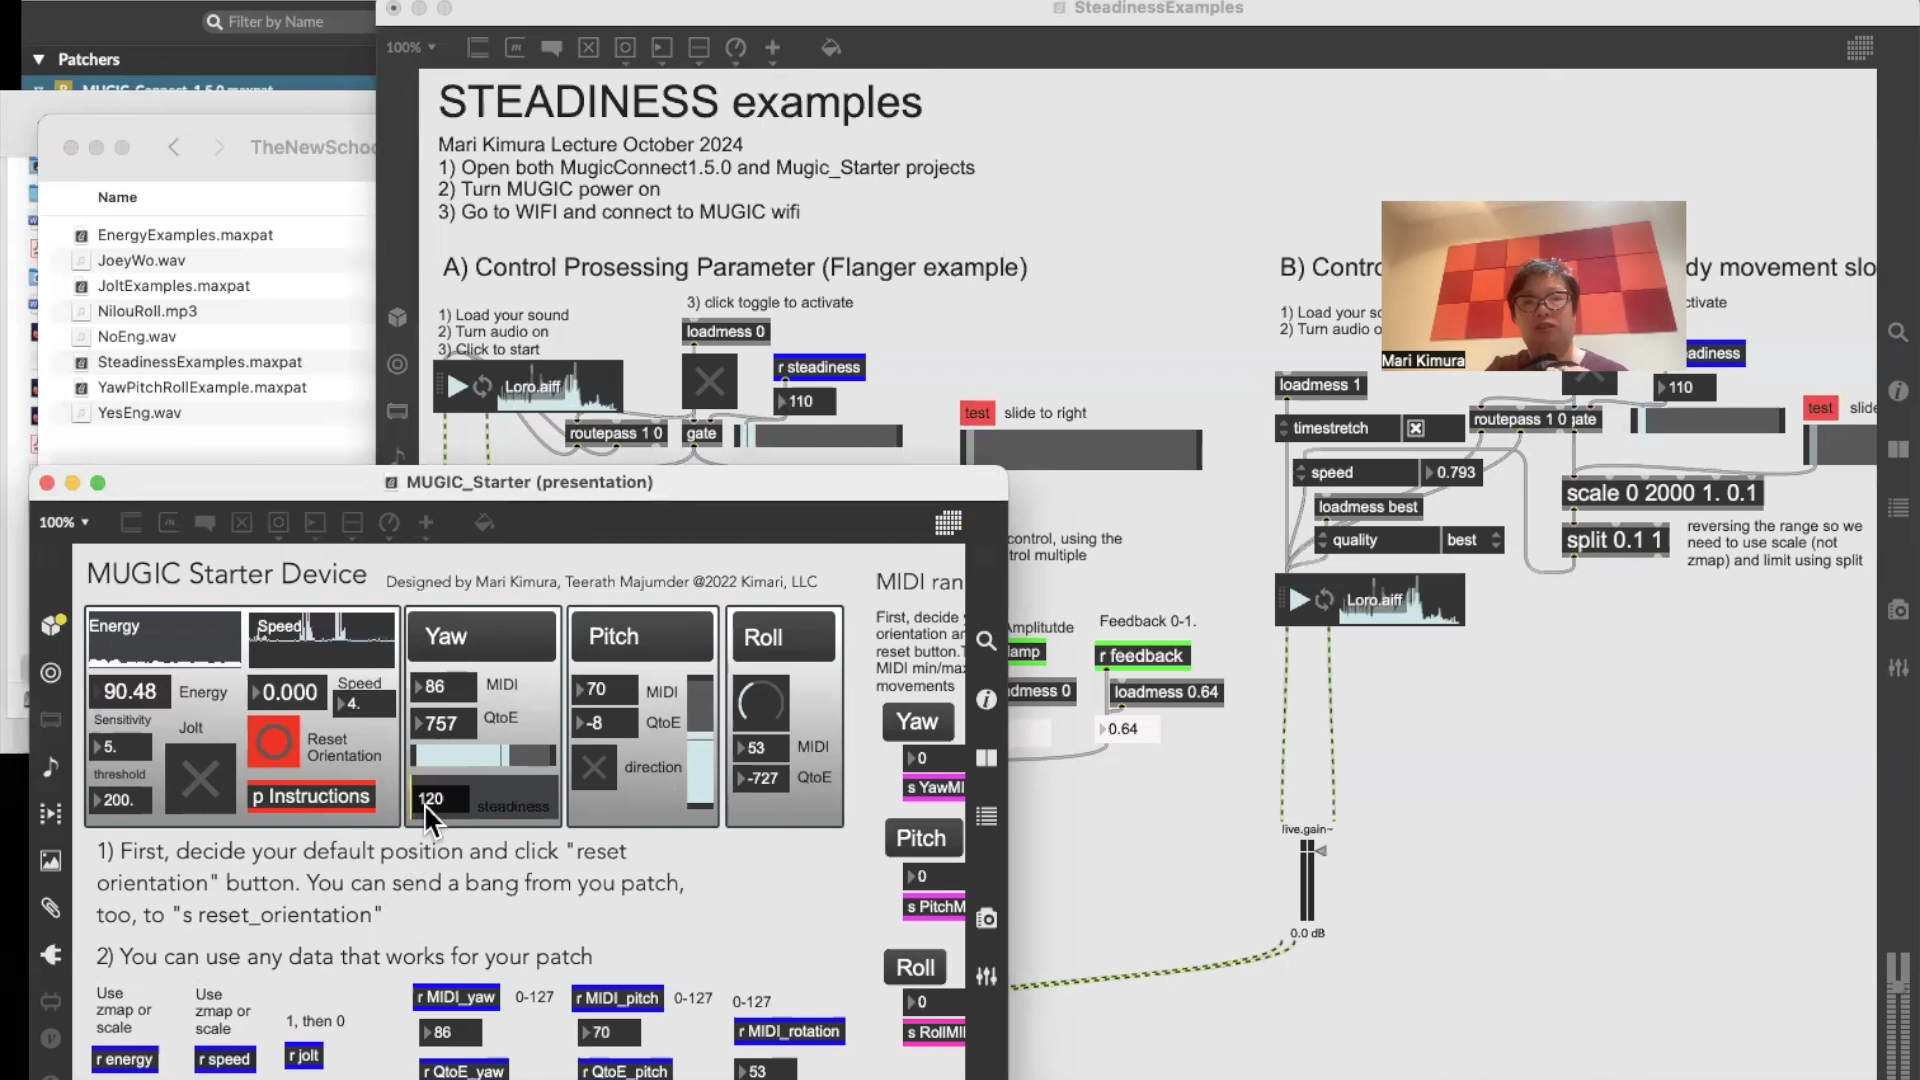 Filter by Name
Patchers
SteadinessExamples
100%
STEADINESS examples
Mari Kimura Lecture October 2024
1) Open both MugicConnect1.5.0 and Mugic_Starter projects
2) Turn MUGIC power on
3) Go to WIFI and connect to MUGIC wifi
TheNewSchoo
Name
EnergyExamples.maxpat
JoeyWo.wav
JoltExamples.maxpat
NilouRoll.mp3
NoEng.wav
SteadinessExamples.maxpat
YawPitchRollExample.maxpat
YesEng.wav
A) Control Prosessing Parameter (Flanger example)
1) Load your sound
2) Turn audio on
3) Click to start
3) click toggle to activate
loadmess 0
r steadiness
110
Loro.aiff
routepass 1 0
gate
test
slide to right
Mari Kimura
B) Contro
dy movement slo
1) Load your so
2) Turn audio o
ctivate
adiness
loadmess 1
110
timestretch
routepass 1 0
gate
test
slide
speed
0.793
loadmess best
quality
best
scale 0 2000 1. 0.1
split 0.1 1
reversing the range so we
need to use scale (not
zmap) and limit using split
Loro.aiff
live.gain~
0.0 dB
control, using the
trol multiple
Amplitutde
amp
admess 0
Feedback 0-1.
r feedback
loadmess 0.64
0.64
MUGIC_Starter (presentation)
100%
MUGIC Starter Device
Designed by Mari Kimura, Teerath Majumder @2022 Kimari, LLC
Energy
90.48
Energy
Sensitivity
5.
threshold
200.
Jolt
Speed
0.000
Speed
4.
Reset
Orientation
p Instructions
Yaw
86
MIDI
757
QtoE
120
steadiness
Pitch
70
MIDI
-8
QtoE
direction
Roll
53
MIDI
-727
QtoE
1) First, decide your default position and click "reset
orientation" button. You can send a bang from you patch,
too, to "s reset_orientation"
2) You can use any data that works for your patch
Use
zmap or
scale
r energy
Use
zmap or
scale
r speed
1, then 0
r jolt
r MIDI_yaw
0-127
86
r QtoE_yaw
r MIDI_pitch
0-127
70
r QtoE_pitch
0-127
r MIDI_rotation
53
MIDI ran
First, decide
orientation an
reset button.T
MIDI min/ma
movements
Yaw
0
s YawMI
Pitch
0
s PitchM
Roll
0
s RollMII